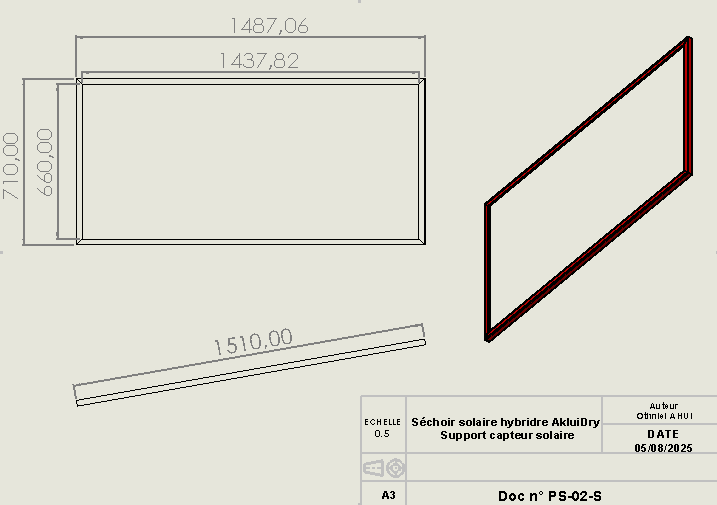 1487,06
1437,82
710,00
660,00
1510,00
ECHELLE
0.5
Séchoir solaire hybridre AkluiDry
Support capteur solaire
Auteur
Othniel AHUI
DATE
05/08/2025
A3
Doc n° PS-02-S